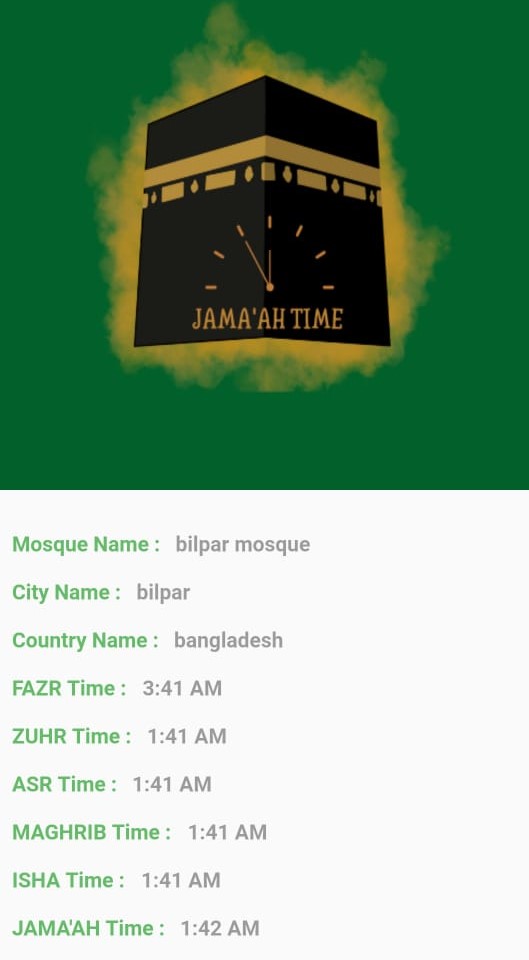 JAMA'AH TIME
Mosque Name : bilpar mosque
City Name : bilpar
Country Name : bangladesh
FAZR Time : 3:41 AM
ZUHR Time : 1:41 AM
ASR Time : 1:41 AM
MAGHRIB Time : 1:41 AM
ISHA Time : 1:41 AM
JAMA'AH Time : 1:42 AM